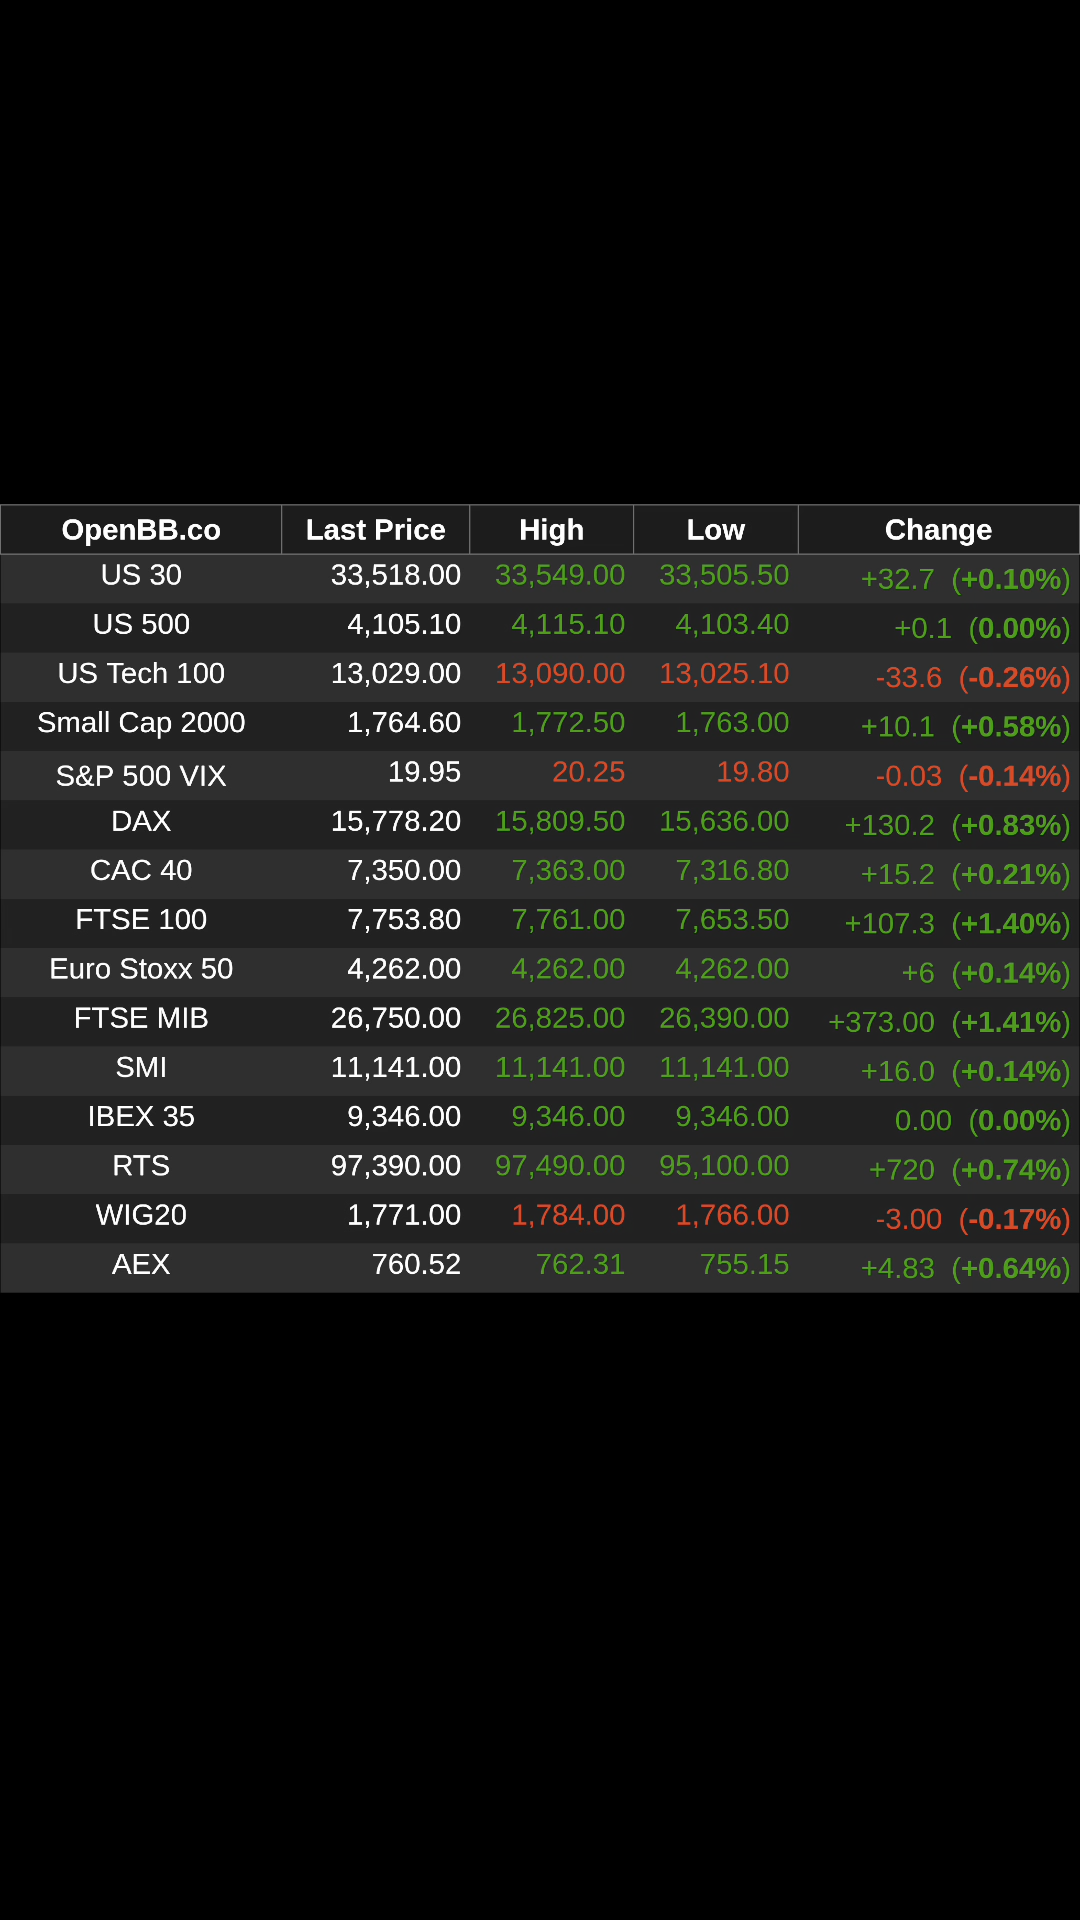 OpenBB.co Last Price High Low Change
US 30 33,518.00 33,549.00 33,505.50 +32.7 (+0.10%)
US 500 4,105.10 4,115.10 4,103.40 +0.1 (0.00%)
US Tech 100 13,029.00 13,090.00 13,025.10 -33.6 (-0.26%)
Small Cap 2000 1,764.60 1,772.50 1,763.00 +10.1 (+0.58%)
S&P 500 VIX 19.95 20.25 19.80 -0.03 (-0.14%)
DAX 15,778.20 15,809.50 15,636.00 +130.2 (+0.83%)
CAC 40 7,350.00 7,363.00 7,316.80 +15.2 (+0.21%)
FTSE 100 7,753.80 7,761.00 7,653.50 +107.3 (+1.40%)
Euro Stoxx 50 4,262.00 4,262.00 4,262.00 +6 (+0.14%)
FTSE MIB 26,750.00 26,825.00 26,390.00 +373.00 (+1.41%)
SMI 11,141.00 11,141.00 11,141.00 +16.0 (+0.14%)
IBEX 35 9,346.00 9,346.00 9,346.00 0.00 (0.00%)
RTS 97,390.00 97,490.00 95,100.00 +720 (+0.74%)
WIG20 1,771.00 1,784.00 1,766.00 -3.00 (-0.17%)
AEX 760.52 762.31 755.15 +4.83 (+0.64%)